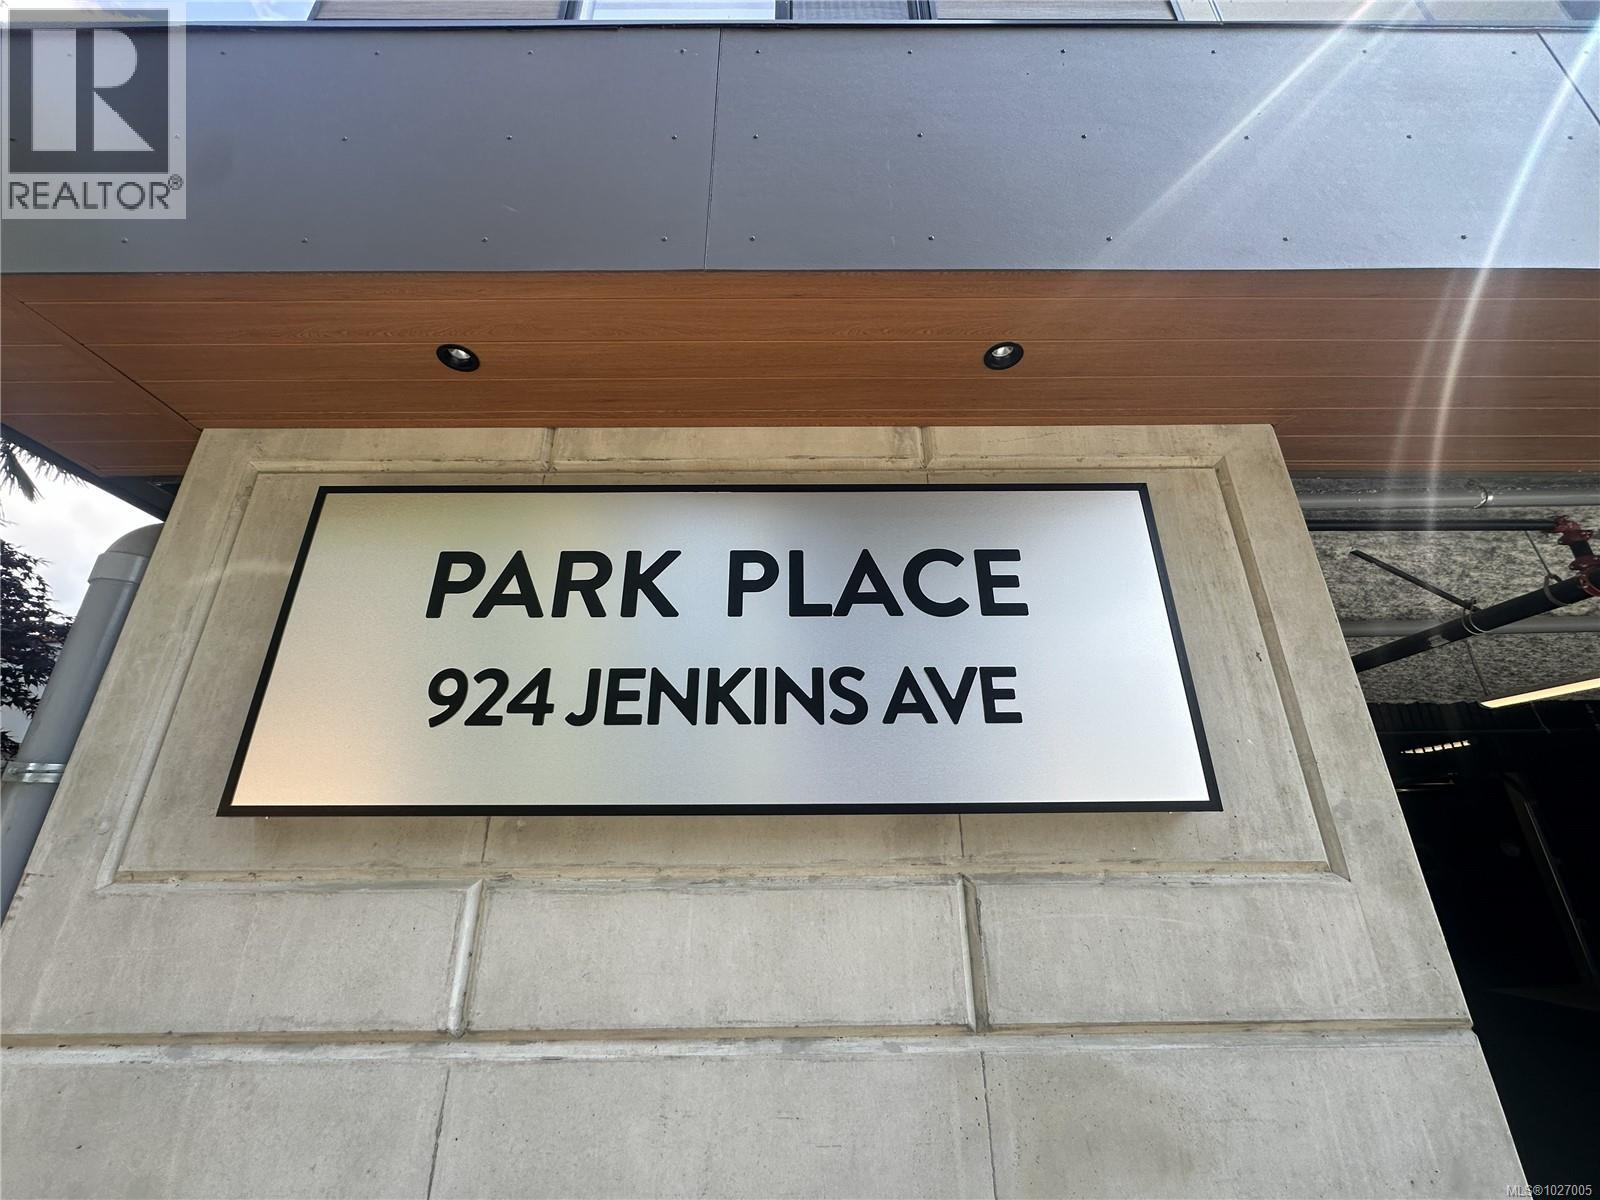 R
REALTOR®
PARK PLACE
924 JENKINS AVE
MLS®1027005